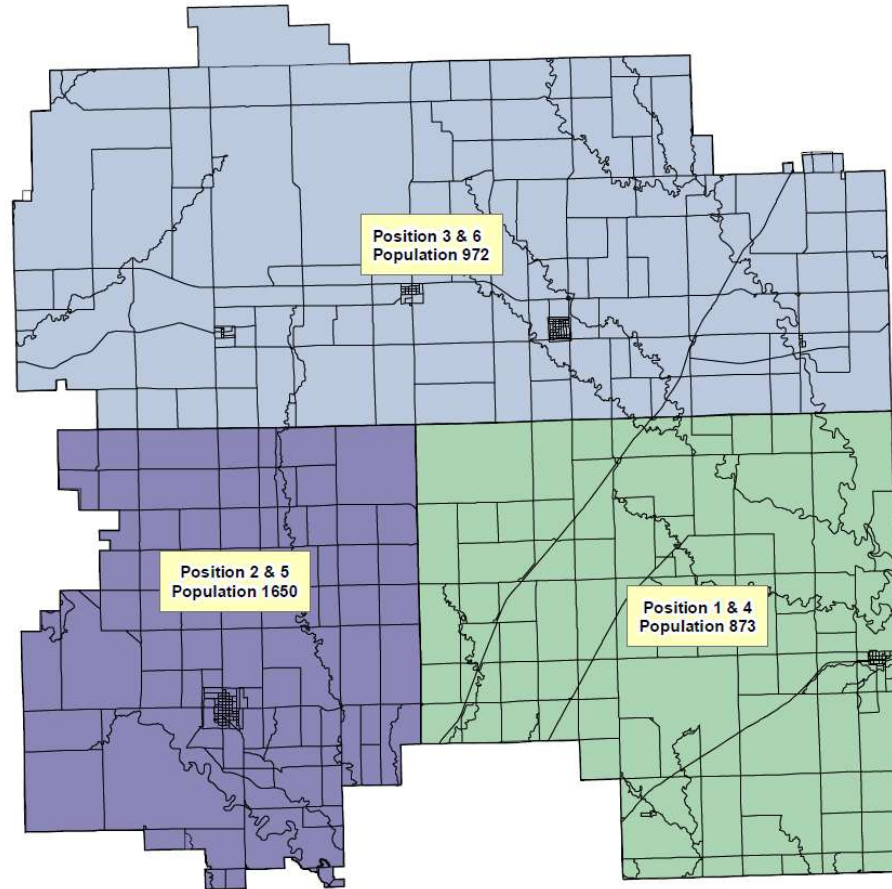 Position 3 & 6
Population 972
Position 2 & 5
Population 1650
Position 1 & 4
Population 873